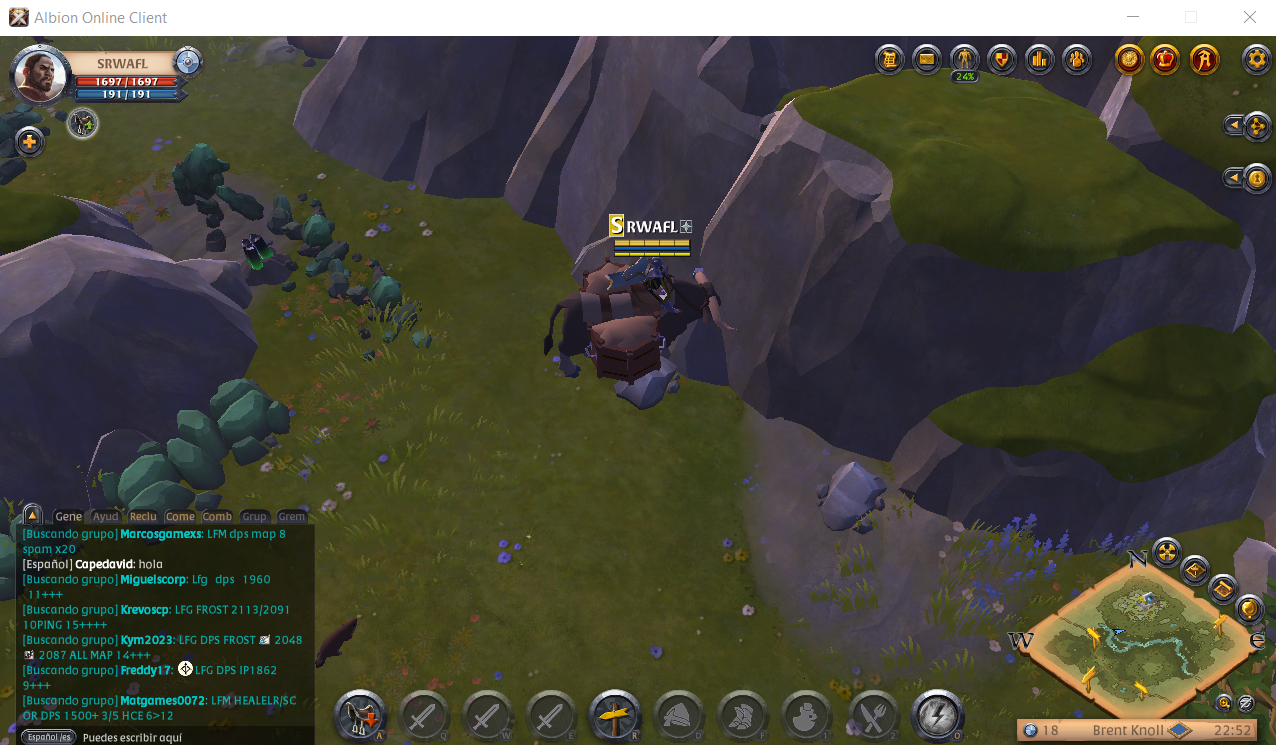 Albion Online Client
SRWAFL
1697/1697
191/191
24%
SRWAFL
Gene Ayud Reclu Come Comb Grup Grem
[Buscando grupo] Marcosgamexs: LFM dps map 8
spam x20
[Español] Capedavid: hola
[Buscando grupo] Miguelscorp: Lfg dps 1960
11+++
[Buscando grupo] Krevoscp: LFG FROST 2113/2091
10PING 15++++
[Buscando grupo] Kym2023: LFG DPS FROST 2048
2087 ALL MAP 14+++
[Buscando grupo] Freddy17: LFG DPS IP1862
9+++
[Buscando grupo] Matgames0072: LFM HEALELR/SC
OR DPS 1500+ 3/5 HCE 6>12
Español/es Puedes escribir aquí
A Q W E R D F 1 2 O
N
W E
18 Brent Knoll 22:52